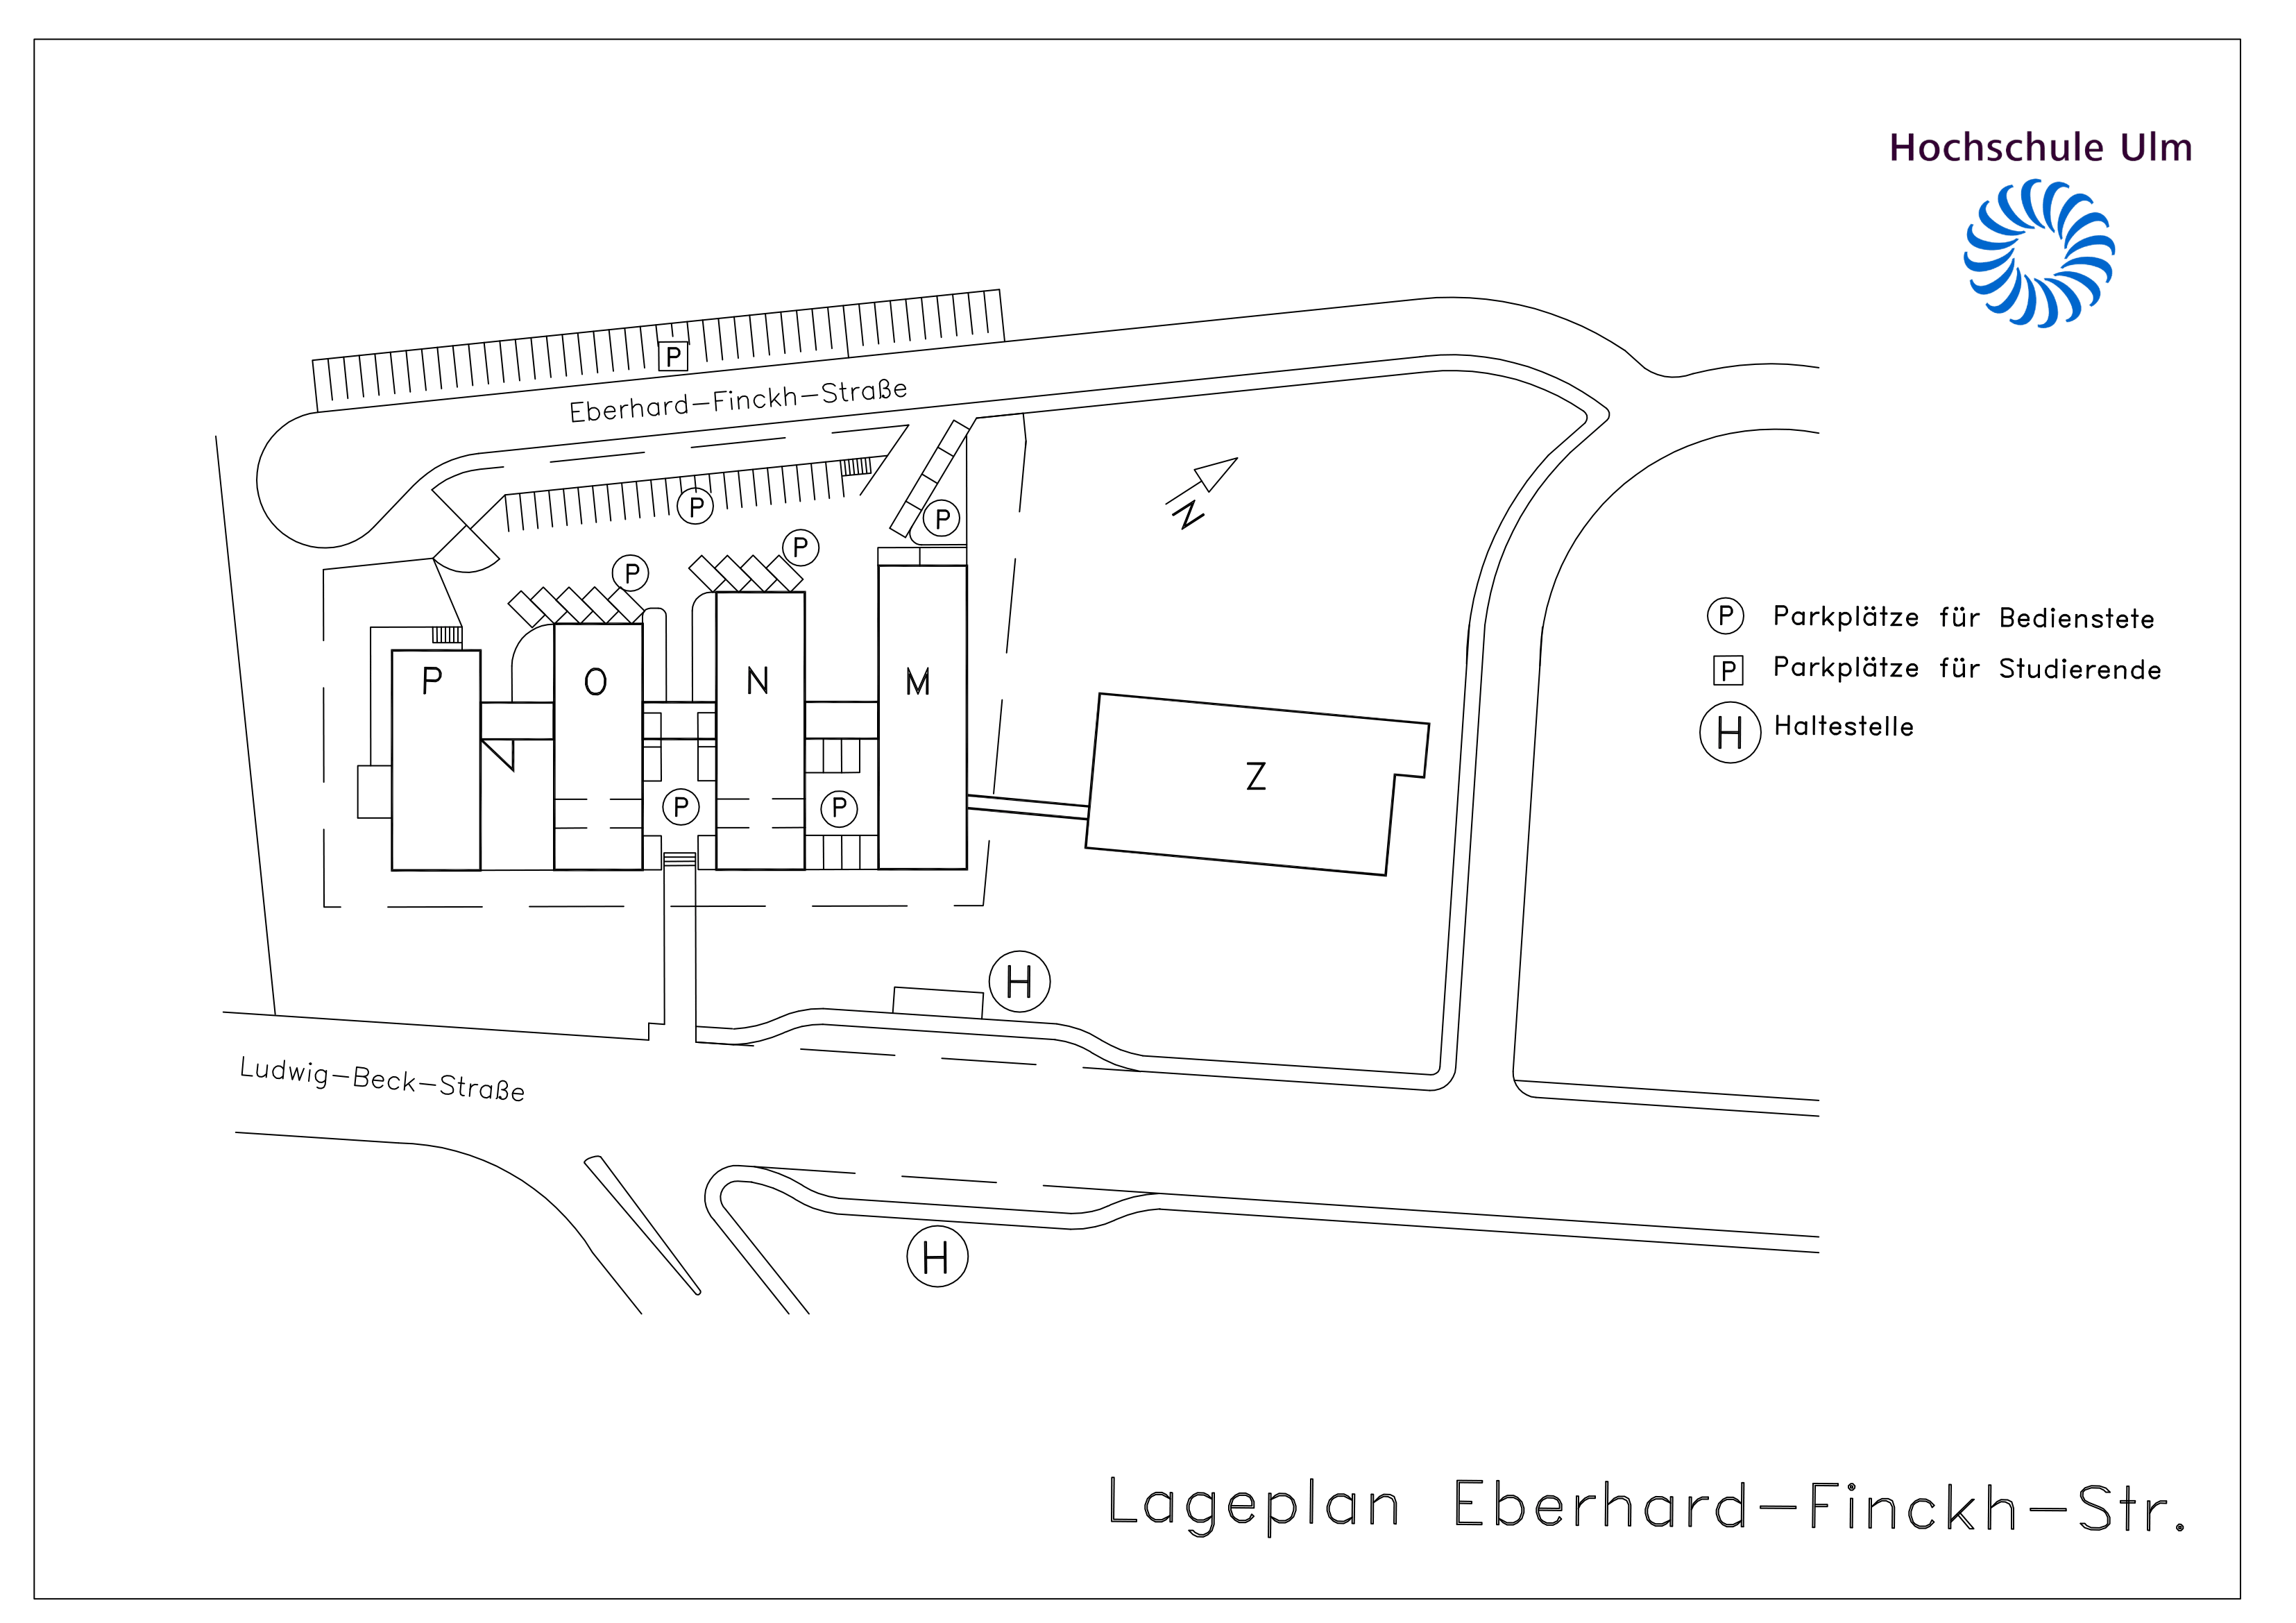 Hochschule Ulm
P
Eberhard-Finckh-Straße
P
P
N
P
P
P Parkplätze für Bedienstete
P Parkplätze für Studierende
H Haltestelle
P O N M
Z
P P
H
Ludwig-Beck-Straße
H
Lageplan Eberhard-Finckh-Str.